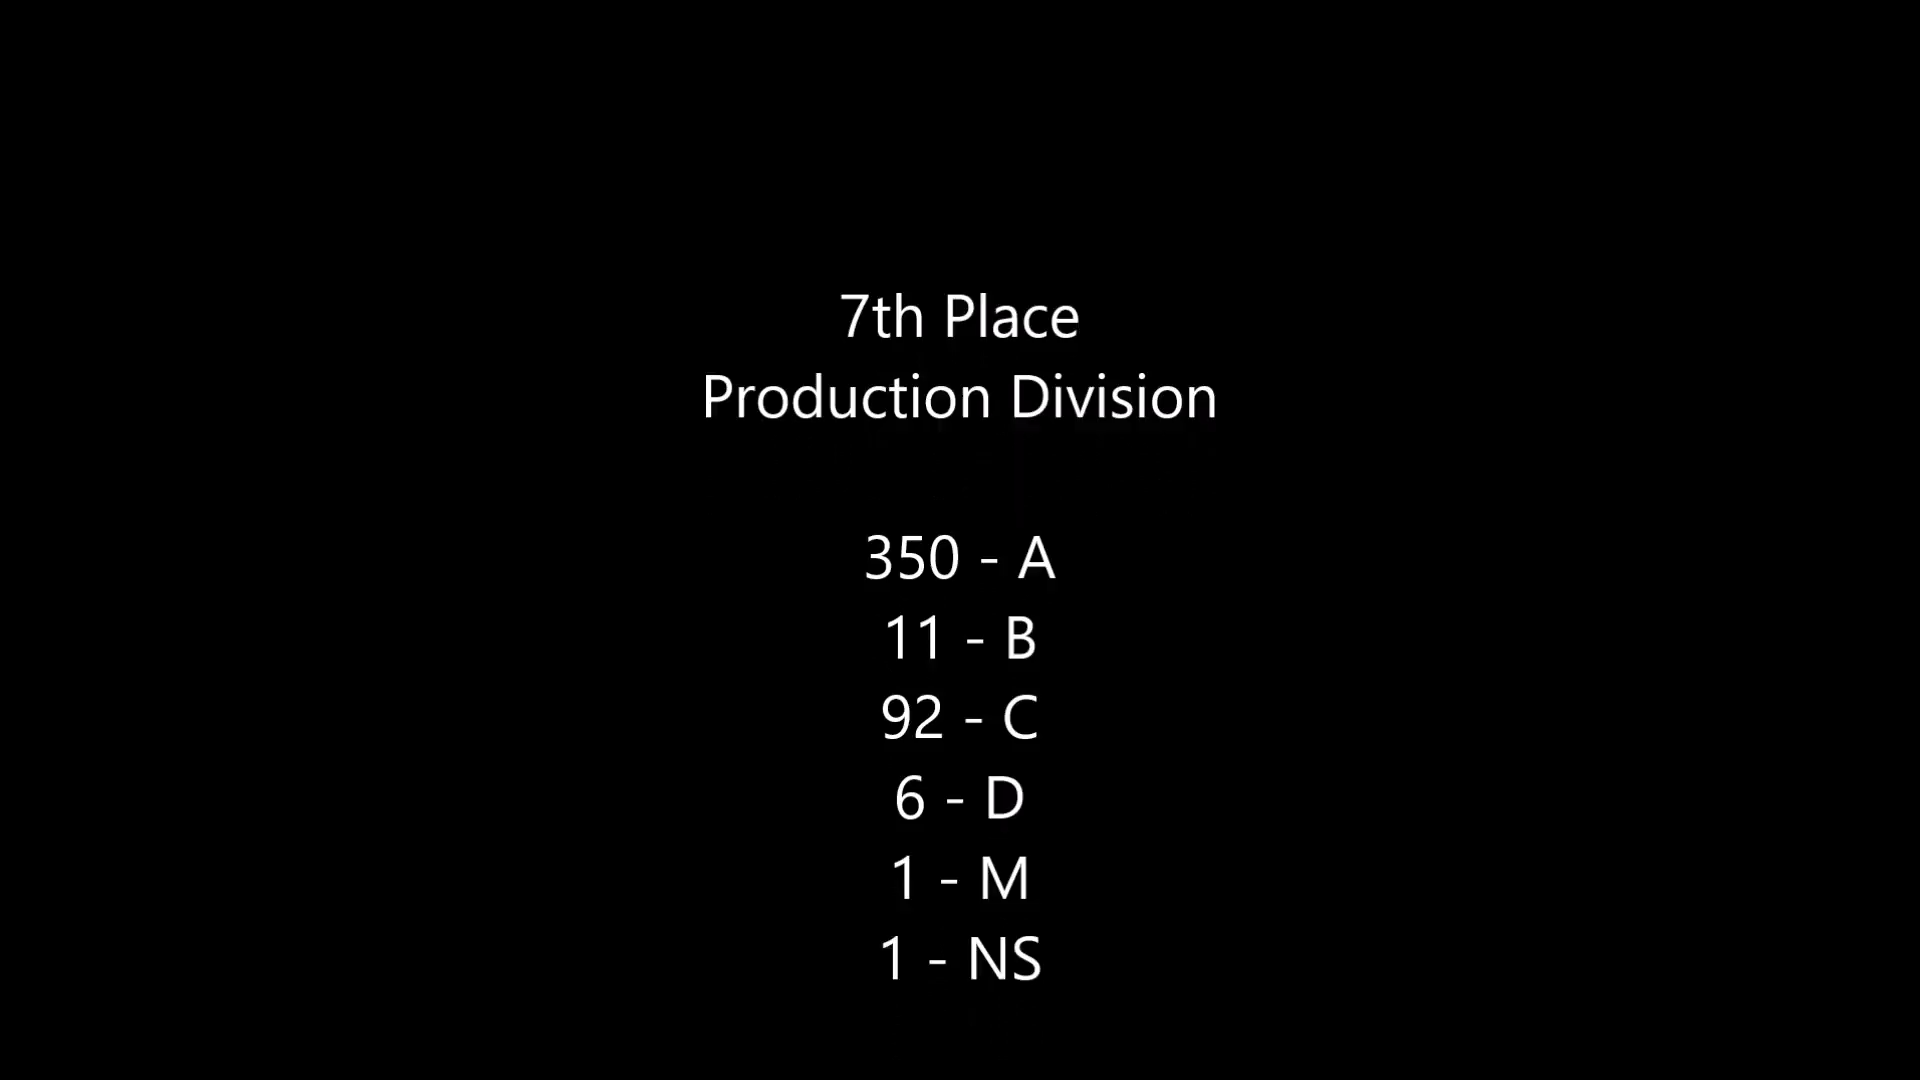 7th Place
Production Division
350 - A
11 - B
92 - C
6 - D
1 - M
1 - NS